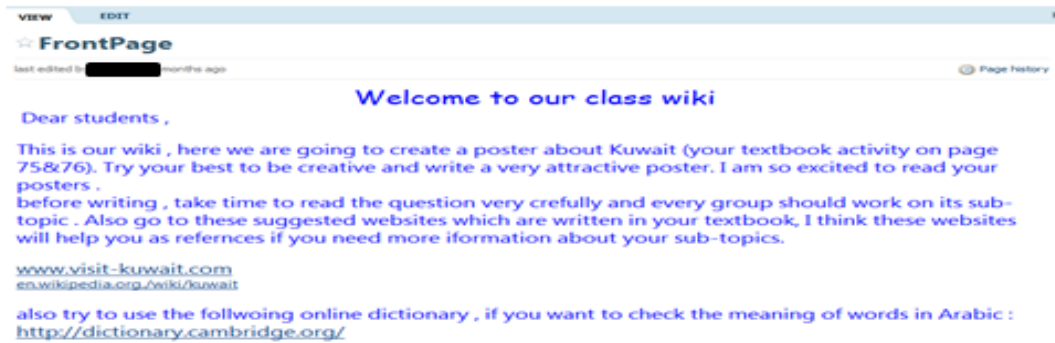 VIEW EDIT
FrontPage
last edited b months ago Page history
Welcome to our class wiki
Dear students ,
This is our wiki , here we are going to create a poster about Kuwait (your textbook activity on page
75&76). Try your best to be creative and write a very attractive poster. I am so excited to read your
posters .
before writing , take time to read the question very crefully and every group should work on its sub-
topic . Also go to these suggested websites which are written in your textbook, I think these websites
will help you as refernces if you need more iformation about your sub-topics.
www.visit-kuwait.com
en.wikipedia.org./wiki/kuwait
also try to use the follwoing online dictionary , if you want to check the meaning of words in Arabic :
http://dictionary.cambridge.org/